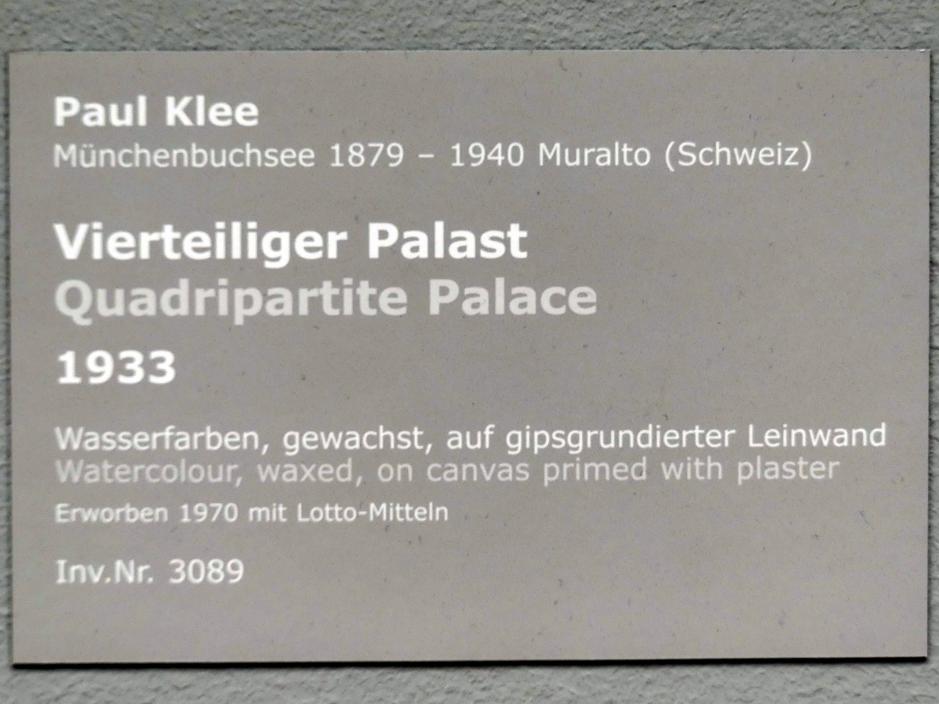 Paul Klee
Münchenbuchsee 1879 – 1940 Muralto (Schweiz)
Vierteiliger Palast
Quadripartite Palace
1933
Wasserfarben, gewachst, auf gipsgrundierter Leinwand
Watercolour, waxed, on canvas primed with plaster
Erworben 1970 mit Lotto-Mitteln
Inv.Nr. 3089